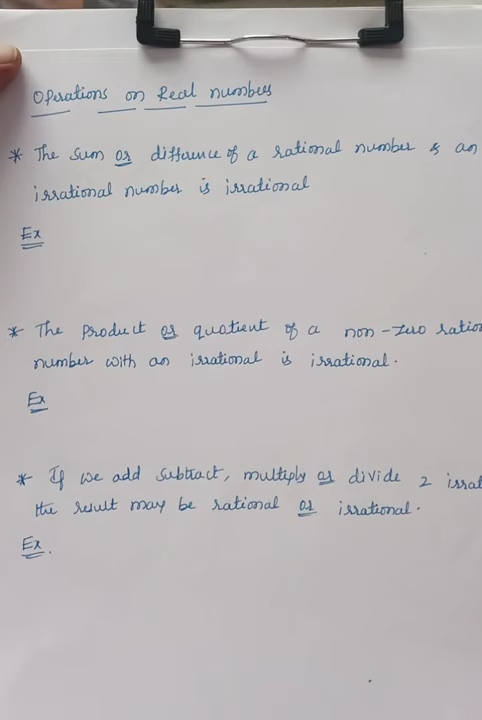 Operations on Real numbers
* The sum or difference of a rational number & an
irrational number is irrational
Ex
* The product or quotient of a non-zero ration
number with an irrational is irrational.
Ex
* If we add subtract, multiply or divide 2 irrat
the result may be rational or irrational.
Ex.